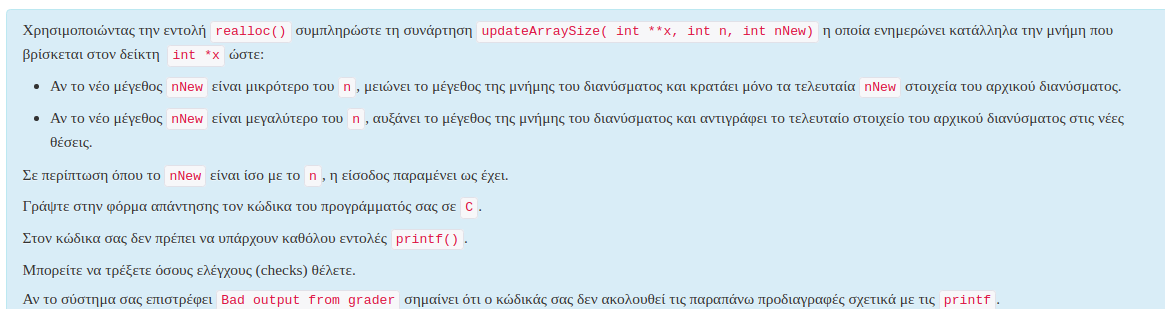 Χρησιμοποιώντας την εντολή realloc() συμπληρώστε τη συνάρτηση updateArraySize( int **x, int n, int nNew) η οποία ενημερώνει κατάλληλα την μνήμη που
βρίσκεται στον δείκτη int *x ώστε:
• Αν το νέο μέγεθος nNew είναι μικρότερο του n, μειώνει το μέγεθος της μνήμης του διανύσματος και κρατάει μόνο τα τελευταία nNew στοιχεία του αρχικού διανύσματος.
• Αν το νέο μέγεθος nNew είναι μεγαλύτερο του n, αυξάνει το μέγεθος της μνήμης του διανύσματος και αντιγράφει το τελευταίο στοιχείο του αρχικού διανύσματος στις νέες
θέσεις.
Σε περίπτωση όπου το nNew είναι ίσο με το n, η είσοδος παραμένει ως έχει.
Γράψτε στην φόρμα απάντησης τον κώδικα του προγράμματός σας σε C.
Στον κώδικα σας δεν πρέπει να υπάρχουν καθόλου εντολές printf().
Μπορείτε να τρέξετε όσους ελέγχους (checks) θέλετε.
Αν το σύστημα σας επιστρέφει Bad output from grader σημαίνει ότι ο κώδικάς σας δεν ακολουθεί τις παραπάνω προδιαγραφές σχετικά με τις printf.